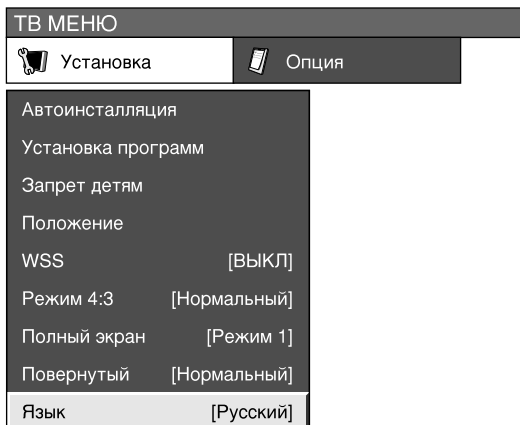 ТВ МЕНЮ
Установка Опция
Автоинсталляция
Установка программ
Запрет детям
Положение
WSS [ВЫКЛ]
Режим 4:3 [Нормальный]
Полный экран [Режим 1]
Повернутый [Нормальный]
Язык [Русский]